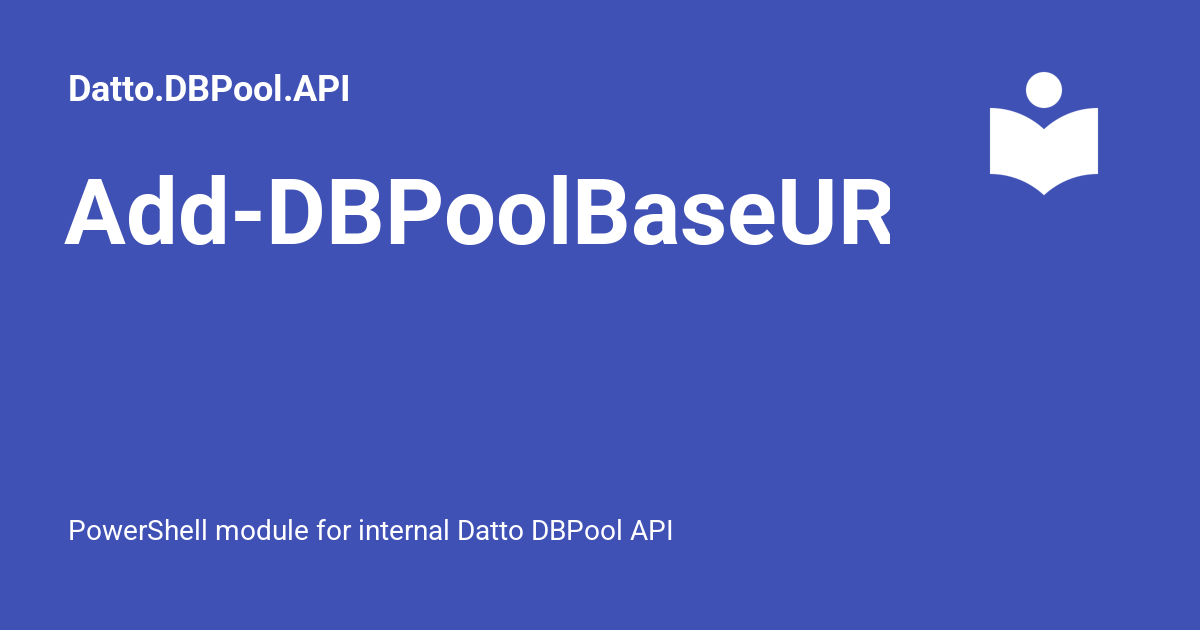 Datto.DBPool.API
Add-DBPoolBaseUR
PowerShell module for internal Datto DBPool API